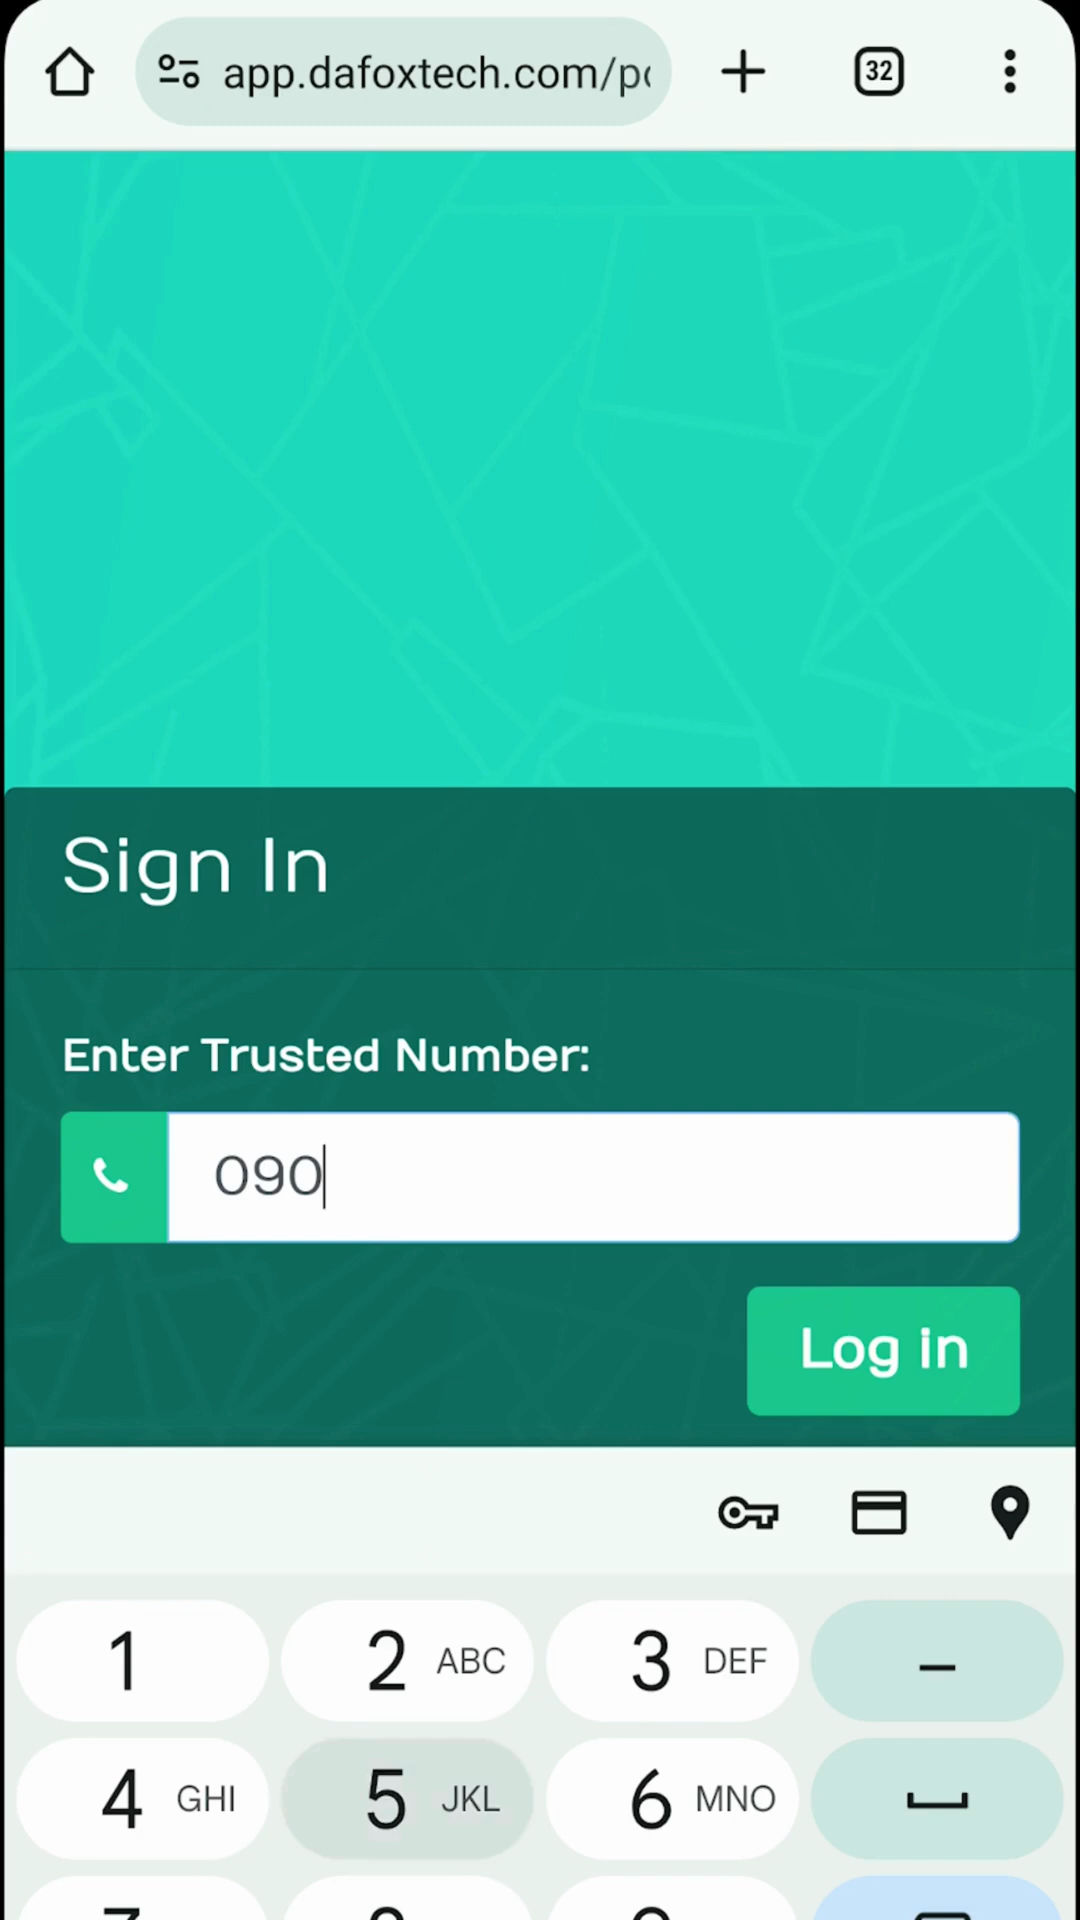 app.dafoxtech.com/po
32
Sign In
Enter Trusted Number:
090
Log in
1
2 ABC
3 DEF
–
4 GHI
5 JKL
6 MNO